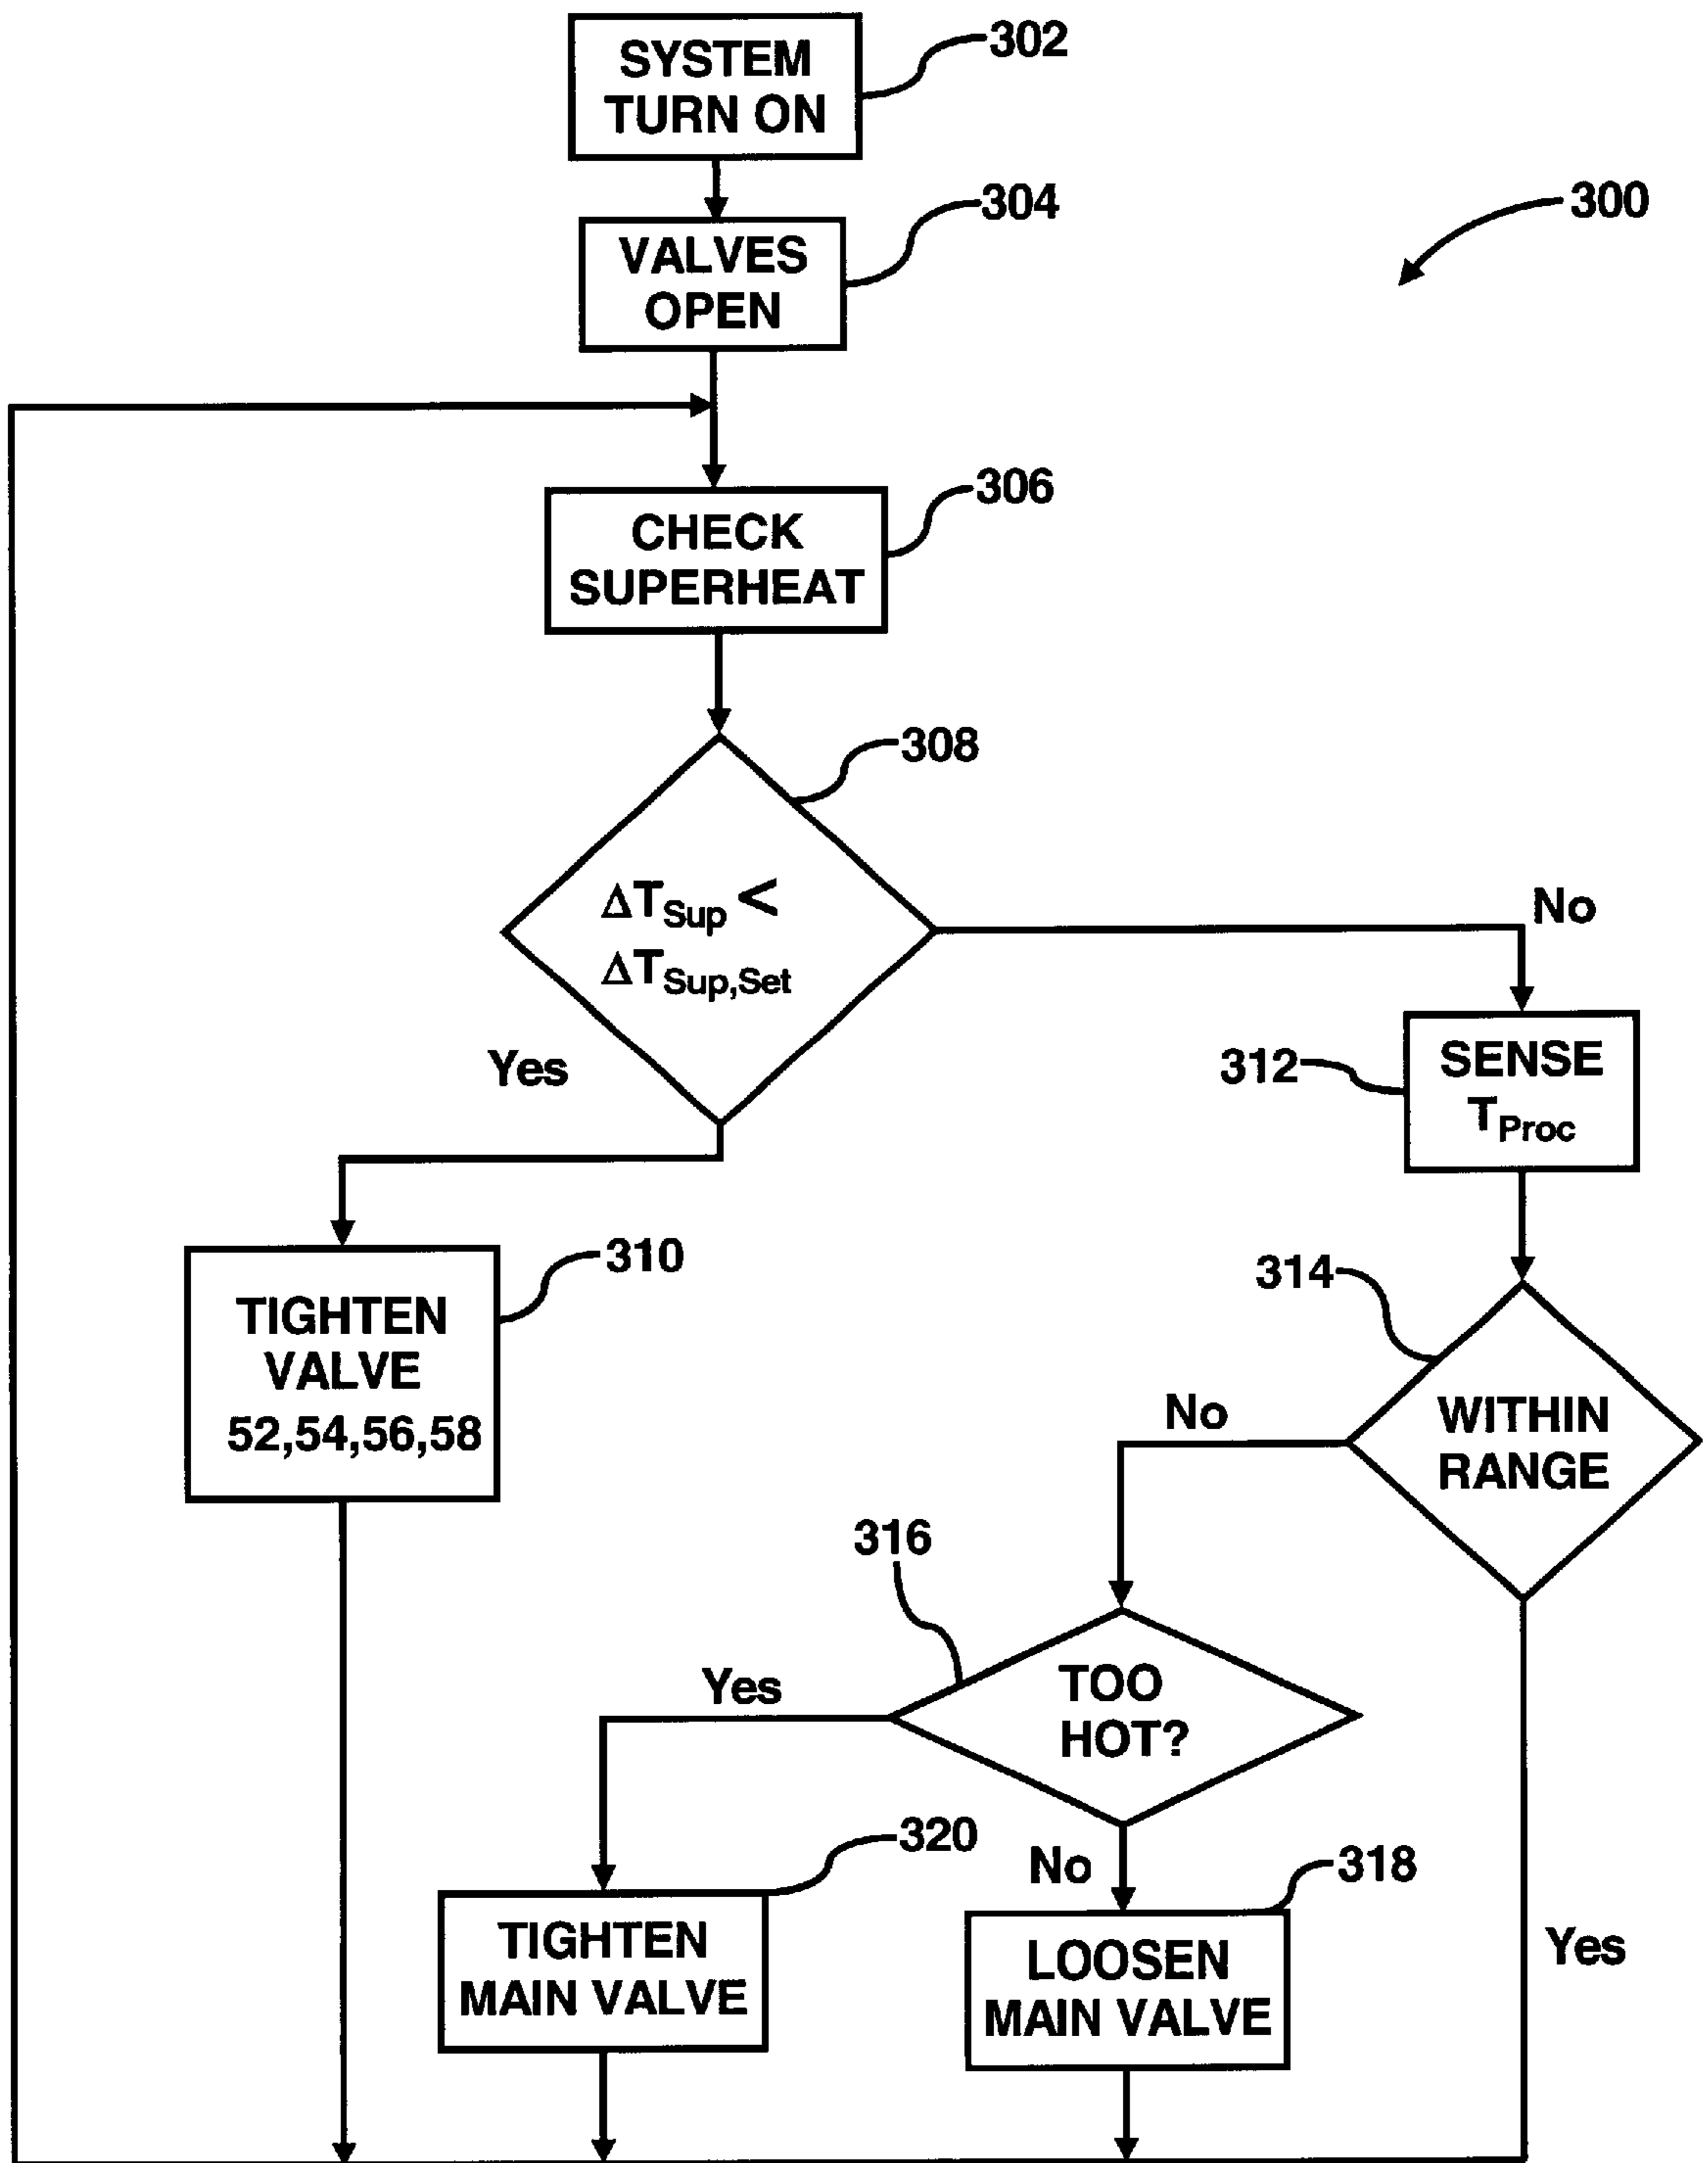 SYSTEM
TURN ON
302
VALVES
OPEN
304
300
CHECK
SUPERHEAT
306
308
ΔTSup <
ΔTSup,Set
No
Yes
312
SENSE
TProc
310
TIGHTEN
VALVE
52,54,56,58
314
WITHIN
RANGE
No
316
TOO
HOT?
Yes
320
TIGHTEN
MAIN VALVE
No
318
LOOSEN
MAIN VALVE
Yes